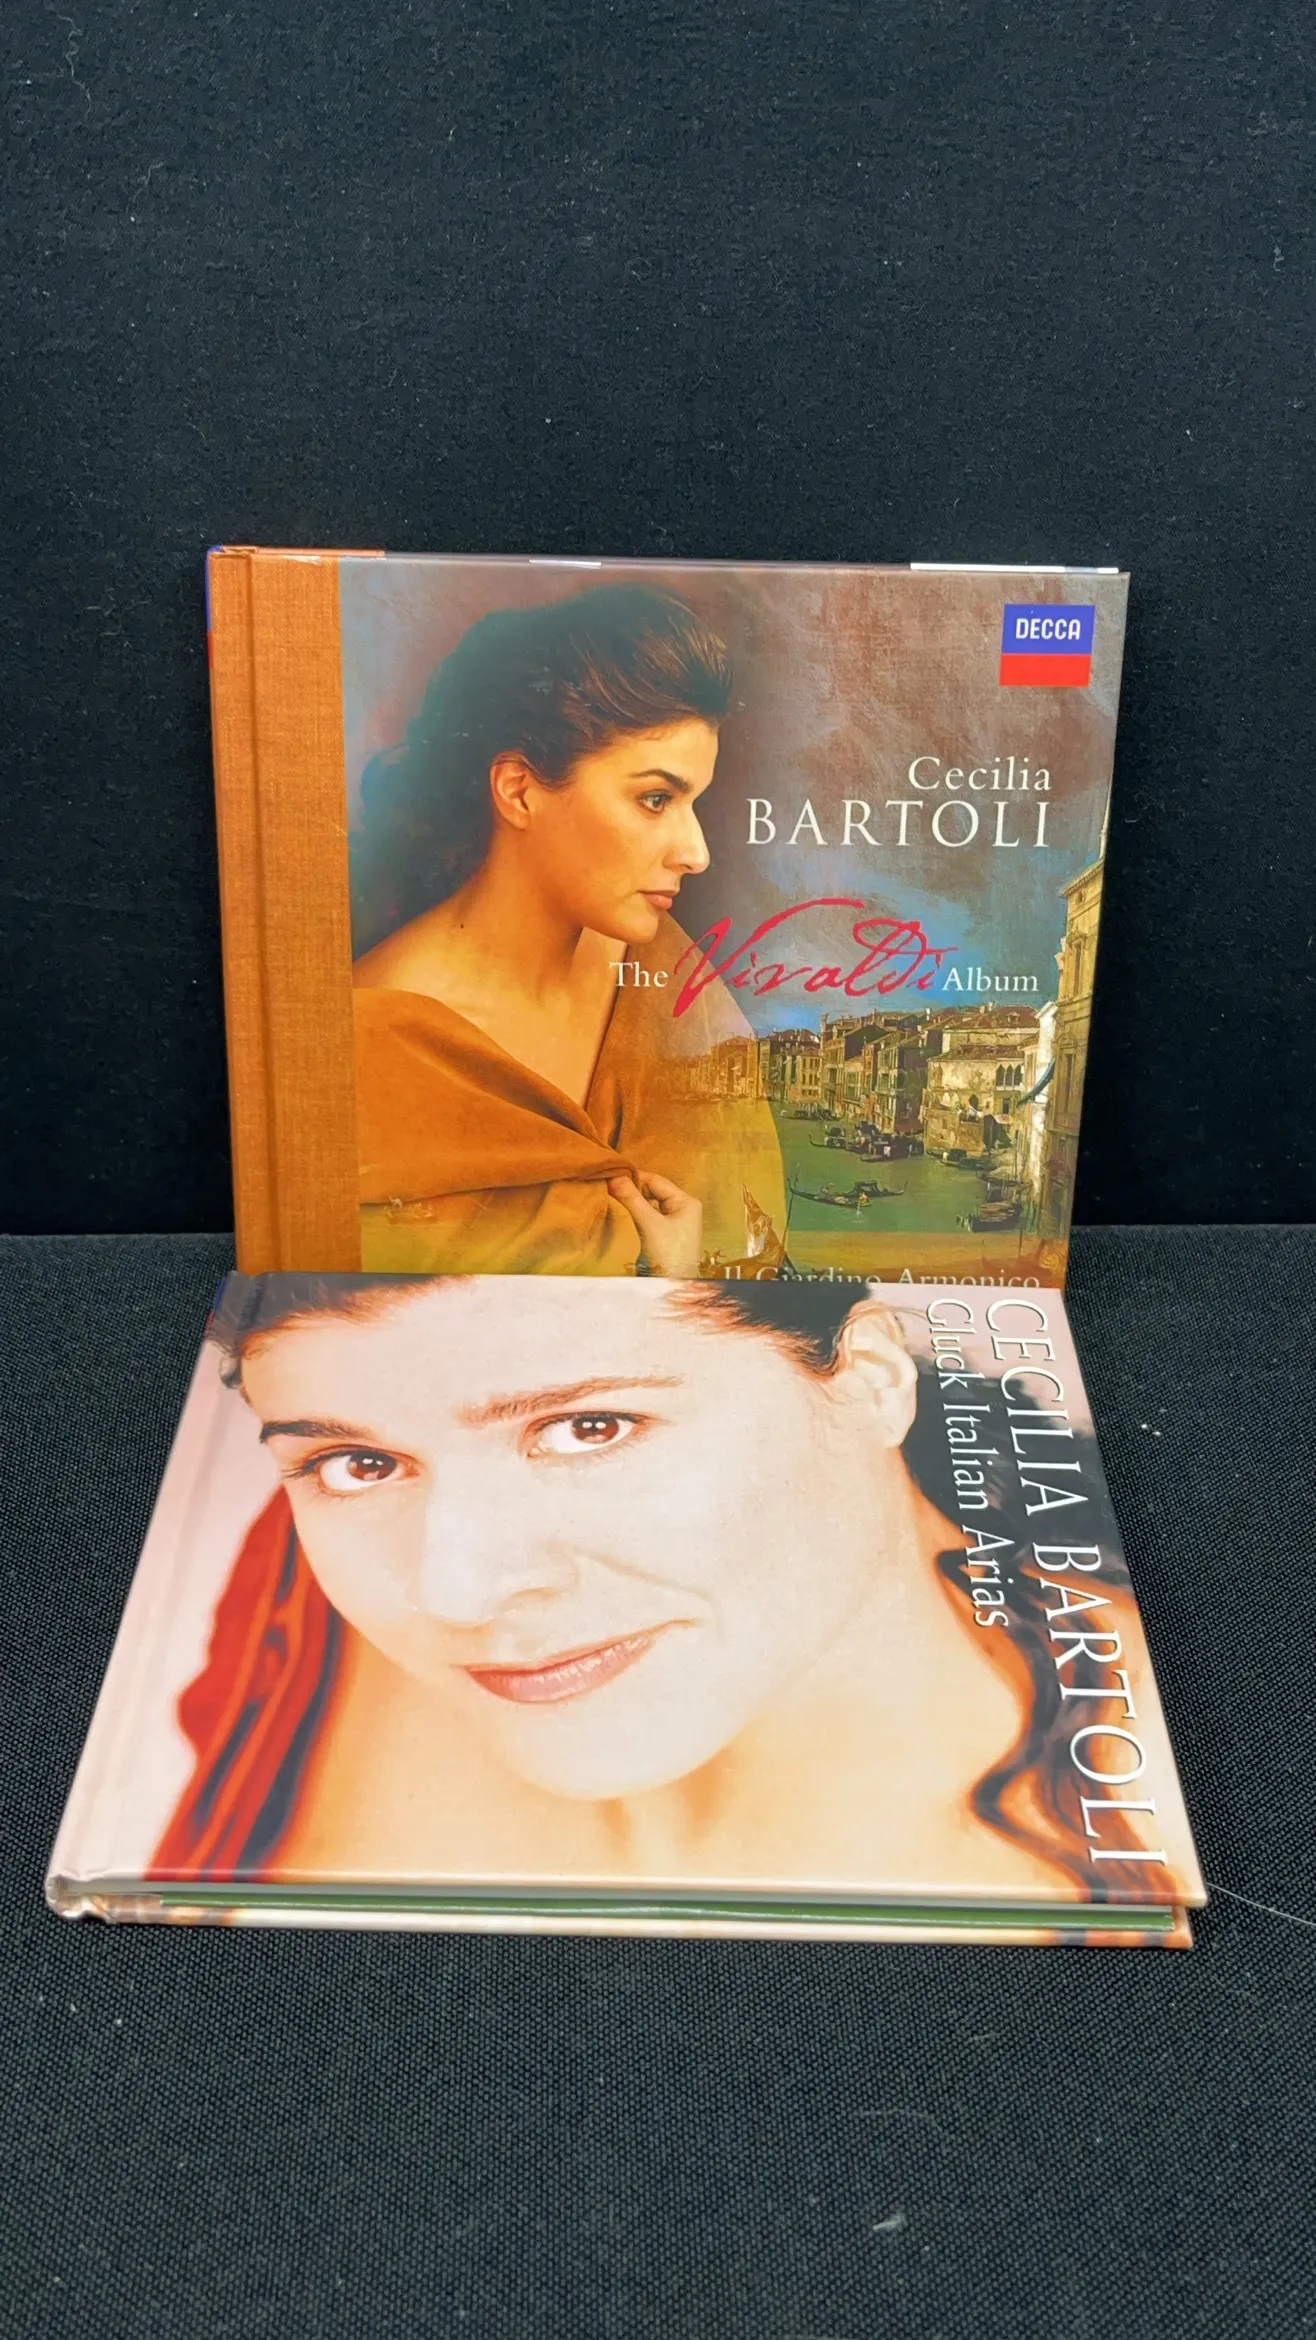 DECCA
Cecilia
BARTOLI
The Vivaldi Album
Il Giardino Armonico
CECILIA BARTOLI
Gluck Italian Arias